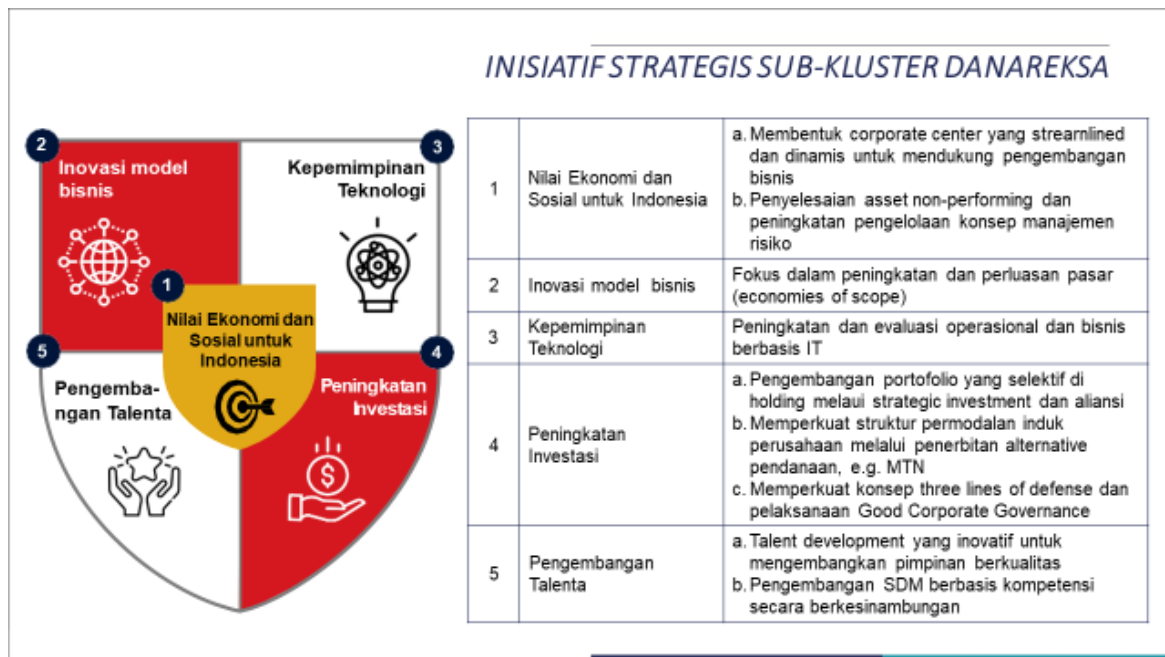 INISIATIF STRATEGIS SUB-KLUSTER DANAREKSA
2
Inovasi model
bisnis
3
Kepemimpinan
Teknologi
1
Nilai Ekonomi dan
Sosial untuk
Indonesia
5
Pengemba-
ngan Talenta
4
Peningkatan
Investasi
$
1
Nilai Ekonomi dan
Sosial untuk Indonesia
a. Membentuk corporate center yang streamlined
dan dinamis untuk mendukung pengembangan
bisnis
b. Penyelesaian asset non-performing dan
peningkatan pengelolaan konsep manajemen
risiko
2
Inovasi model bisnis
Fokus dalam peningkatan dan perluasan pasar
(economies of scope)
3
Kepemimpinan
Teknologi
Peningkatan dan evaluasi operasional dan bisnis
berbasis IT
4
Peningkatan
Investasi
a. Pengembangan portofolio yang selektif di
holding melaui strategic investment dan aliansi
b. Memperkuat struktur permodalan induk
perusahaan melalui penerbitan alternative
pendanaan, e.g. MTN
c. Memperkuat konsep three lines of defense dan
pelaksanaan Good Corporate Governance
5
Pengembangan
Talenta
a. Talent development yang inovatif untuk
mengembangkan pimpinan berkualitas
b. Pengembangan SDM berbasis kompetensi
secara berkesinambungan